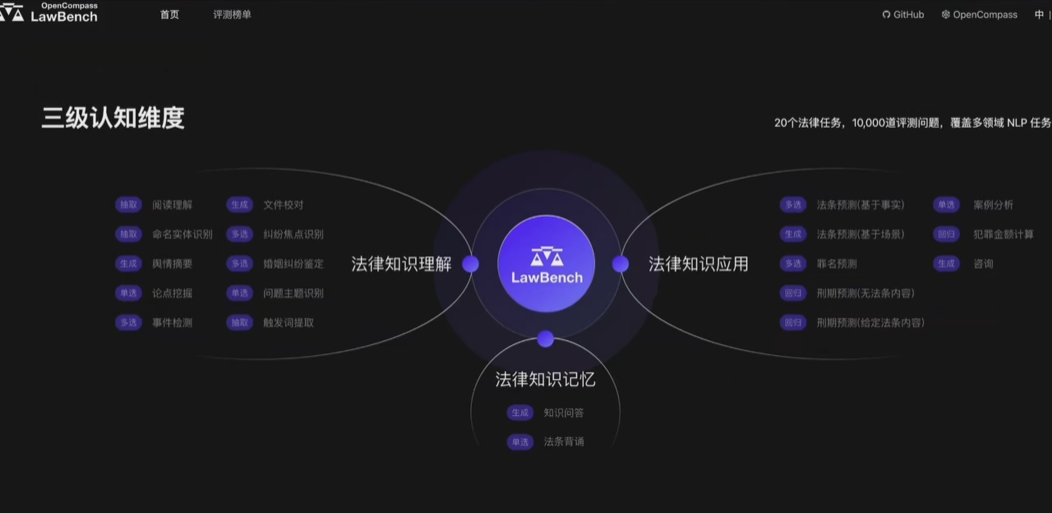 OpenCompass
LawBench
首页
评测榜单
GitHub
OpenCompass
中 |
三级认知维度
20个法律任务，10,000道评测问题，覆盖多领域 NLP 任务
抽取 阅读理解
生成 文件校对
抽取 命名实体识别
多选 纠纷焦点识别
生成 舆情摘要
多选 婚姻纠纷鉴定
单选 论点挖掘
单选 问题主题识别
多选 事件检测
抽取 触发词提取
法律知识理解
LawBench
法律知识应用
多选 法条预测(基于事实)
单选 案例分析
生成 法条预测(基于场景)
回归 犯罪金额计算
多选 罪名预测
生成 咨询
回归 刑期预测(无法条内容)
回归 刑期预测(给定法条内容)
法律知识记忆
生成 知识问答
单选 法条背诵